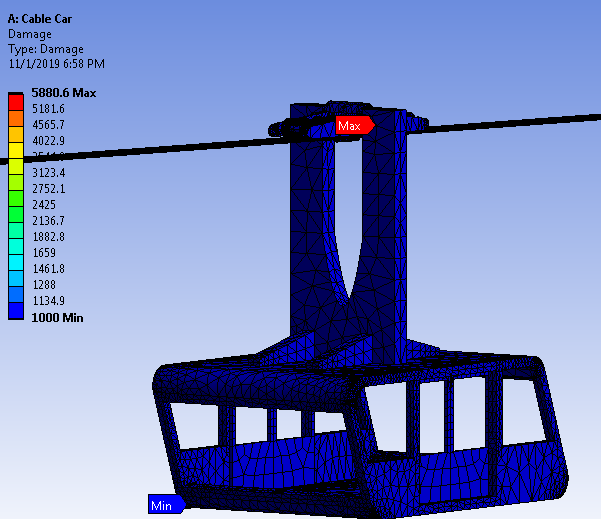 A: Cable Car
Damage
Type: Damage
11/1/2019 6:58 PM
5880.6 Max
5181.6
4565.7
4022.9
3123.4
2752.1
2425
2136.7
1882.8
1659
1461.8
1288
1134.9
1000 Min
Max
Min